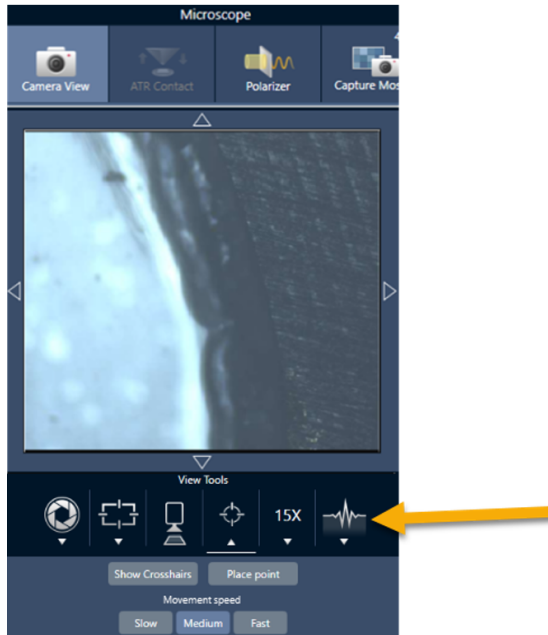 Microscope
Camera View
ATR Contact
Polarizer
Capture Mos
View Tools
15X
Show Crosshairs
Place point
Movement speed
Slow
Medium
Fast